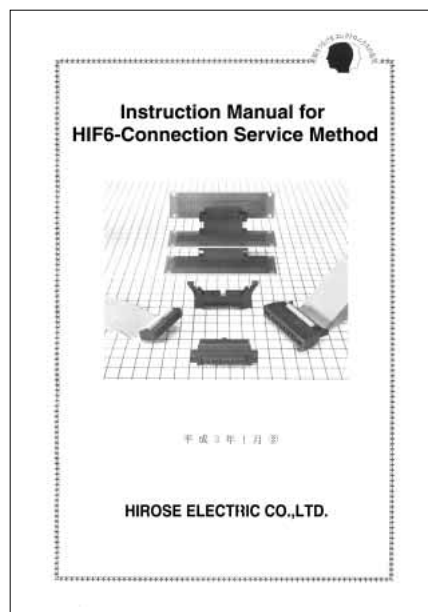 Instruction Manual for
HIF6-Connection Service Method
平成3年1月
HIROSE ELECTRIC CO.,LTD.